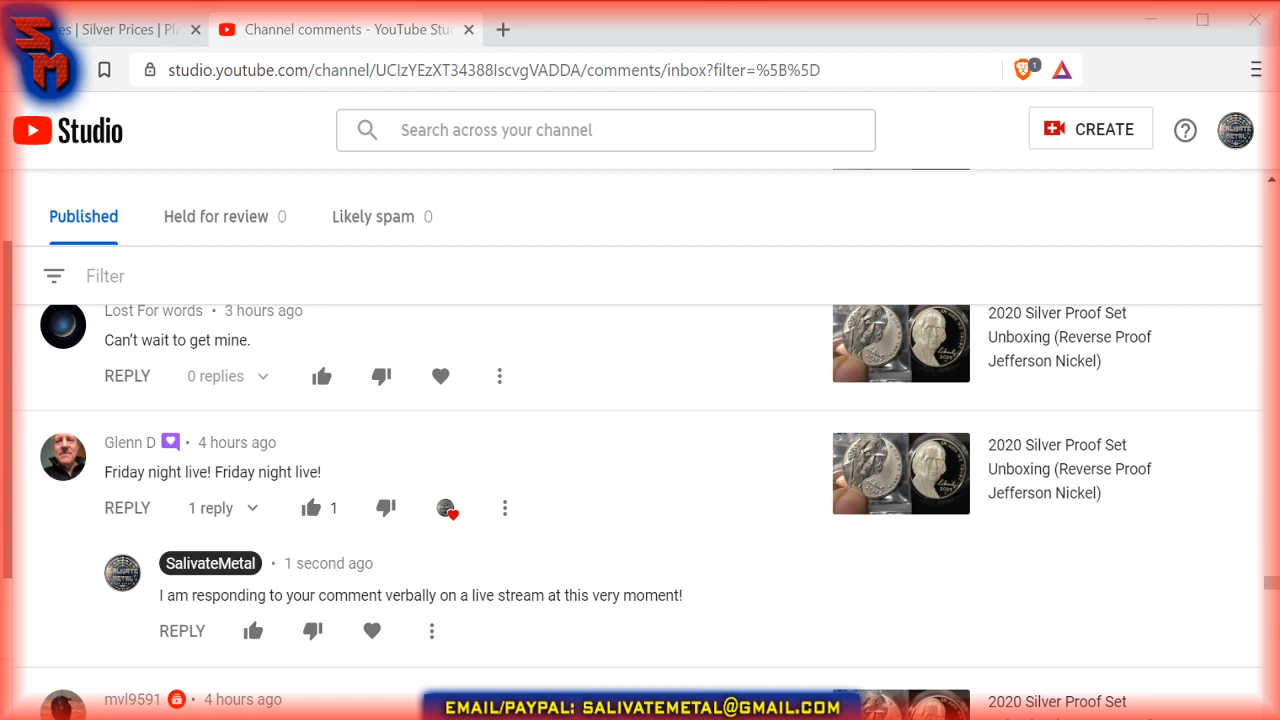 SM
es | Silver Prices | Pla
Channel comments - YouTube Stud
studio.youtube.com/channel/UCIzYEzXT34388IscvgVADDA/comments/inbox?filter=%5B%5D
1
Studio
Search across your channel
CREATE
Published
Held for review 0
Likely spam 0
Filter
Lost For words • 3 hours ago
Can't wait to get mine.
REPLY 0 replies
2020 Silver Proof Set
Unboxing (Reverse Proof
Jefferson Nickel)
Glenn D • 4 hours ago
Friday night live! Friday night live!
REPLY 1 reply 1
2020 Silver Proof Set
Unboxing (Reverse Proof
Jefferson Nickel)
SalivateMetal • 1 second ago
I am responding to your comment verbally on a live stream at this very moment!
REPLY
mvl9591 • 4 hours ago
2020 Silver Proof Set
EMAIL/PAYPAL: SALIVATEMETAL@GMAIL.COM